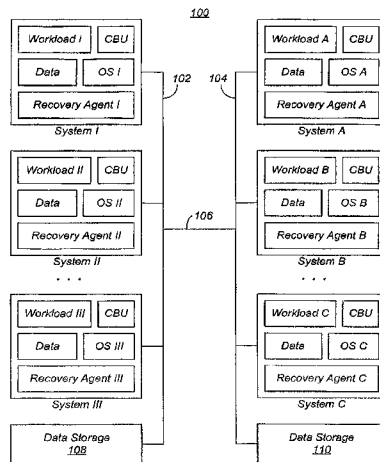 100
Workload I CBU
Data OS I
Recovery Agent I
System I
102
104
Workload A CBU
Data OS A
Recovery Agent A
System A
Workload II CBU
Data OS II
Recovery Agent II
System II
106
Workload B CBU
Data OS B
Recovery Agent B
System B
. . .
. . .
Workload III CBU
Data OS III
Recovery Agent III
System III
Workload C CBU
Data OS C
Recovery Agent C
System C
Data Storage
108
Data Storage
110